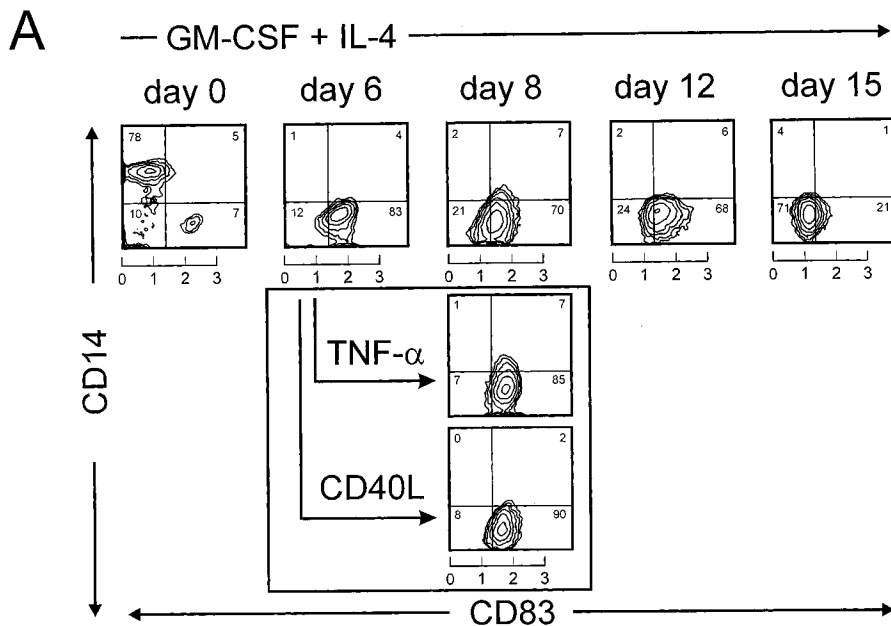 A
GM-CSF + IL-4
day 0 day 6 day 8 day 12 day 15
78 5 1 4 2 7 2 6 4 1
10 7 12 83 21 70 24 68 71 21
0 1 2 3 0 1 2 3 0 1 2 3 0 1 2 3 0 1 2 3
CD14
1 7
TNF-α
7 85
0 2
CD40L
8 90
0 1 2 3
CD83